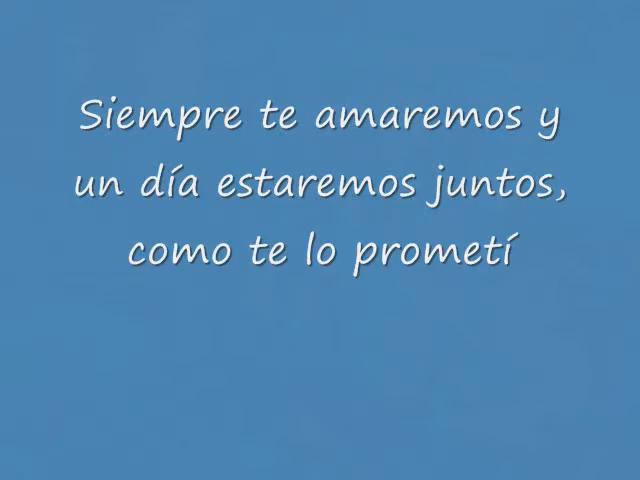 Siempre te amaremos y
un día estaremos juntos,
como te lo prometí